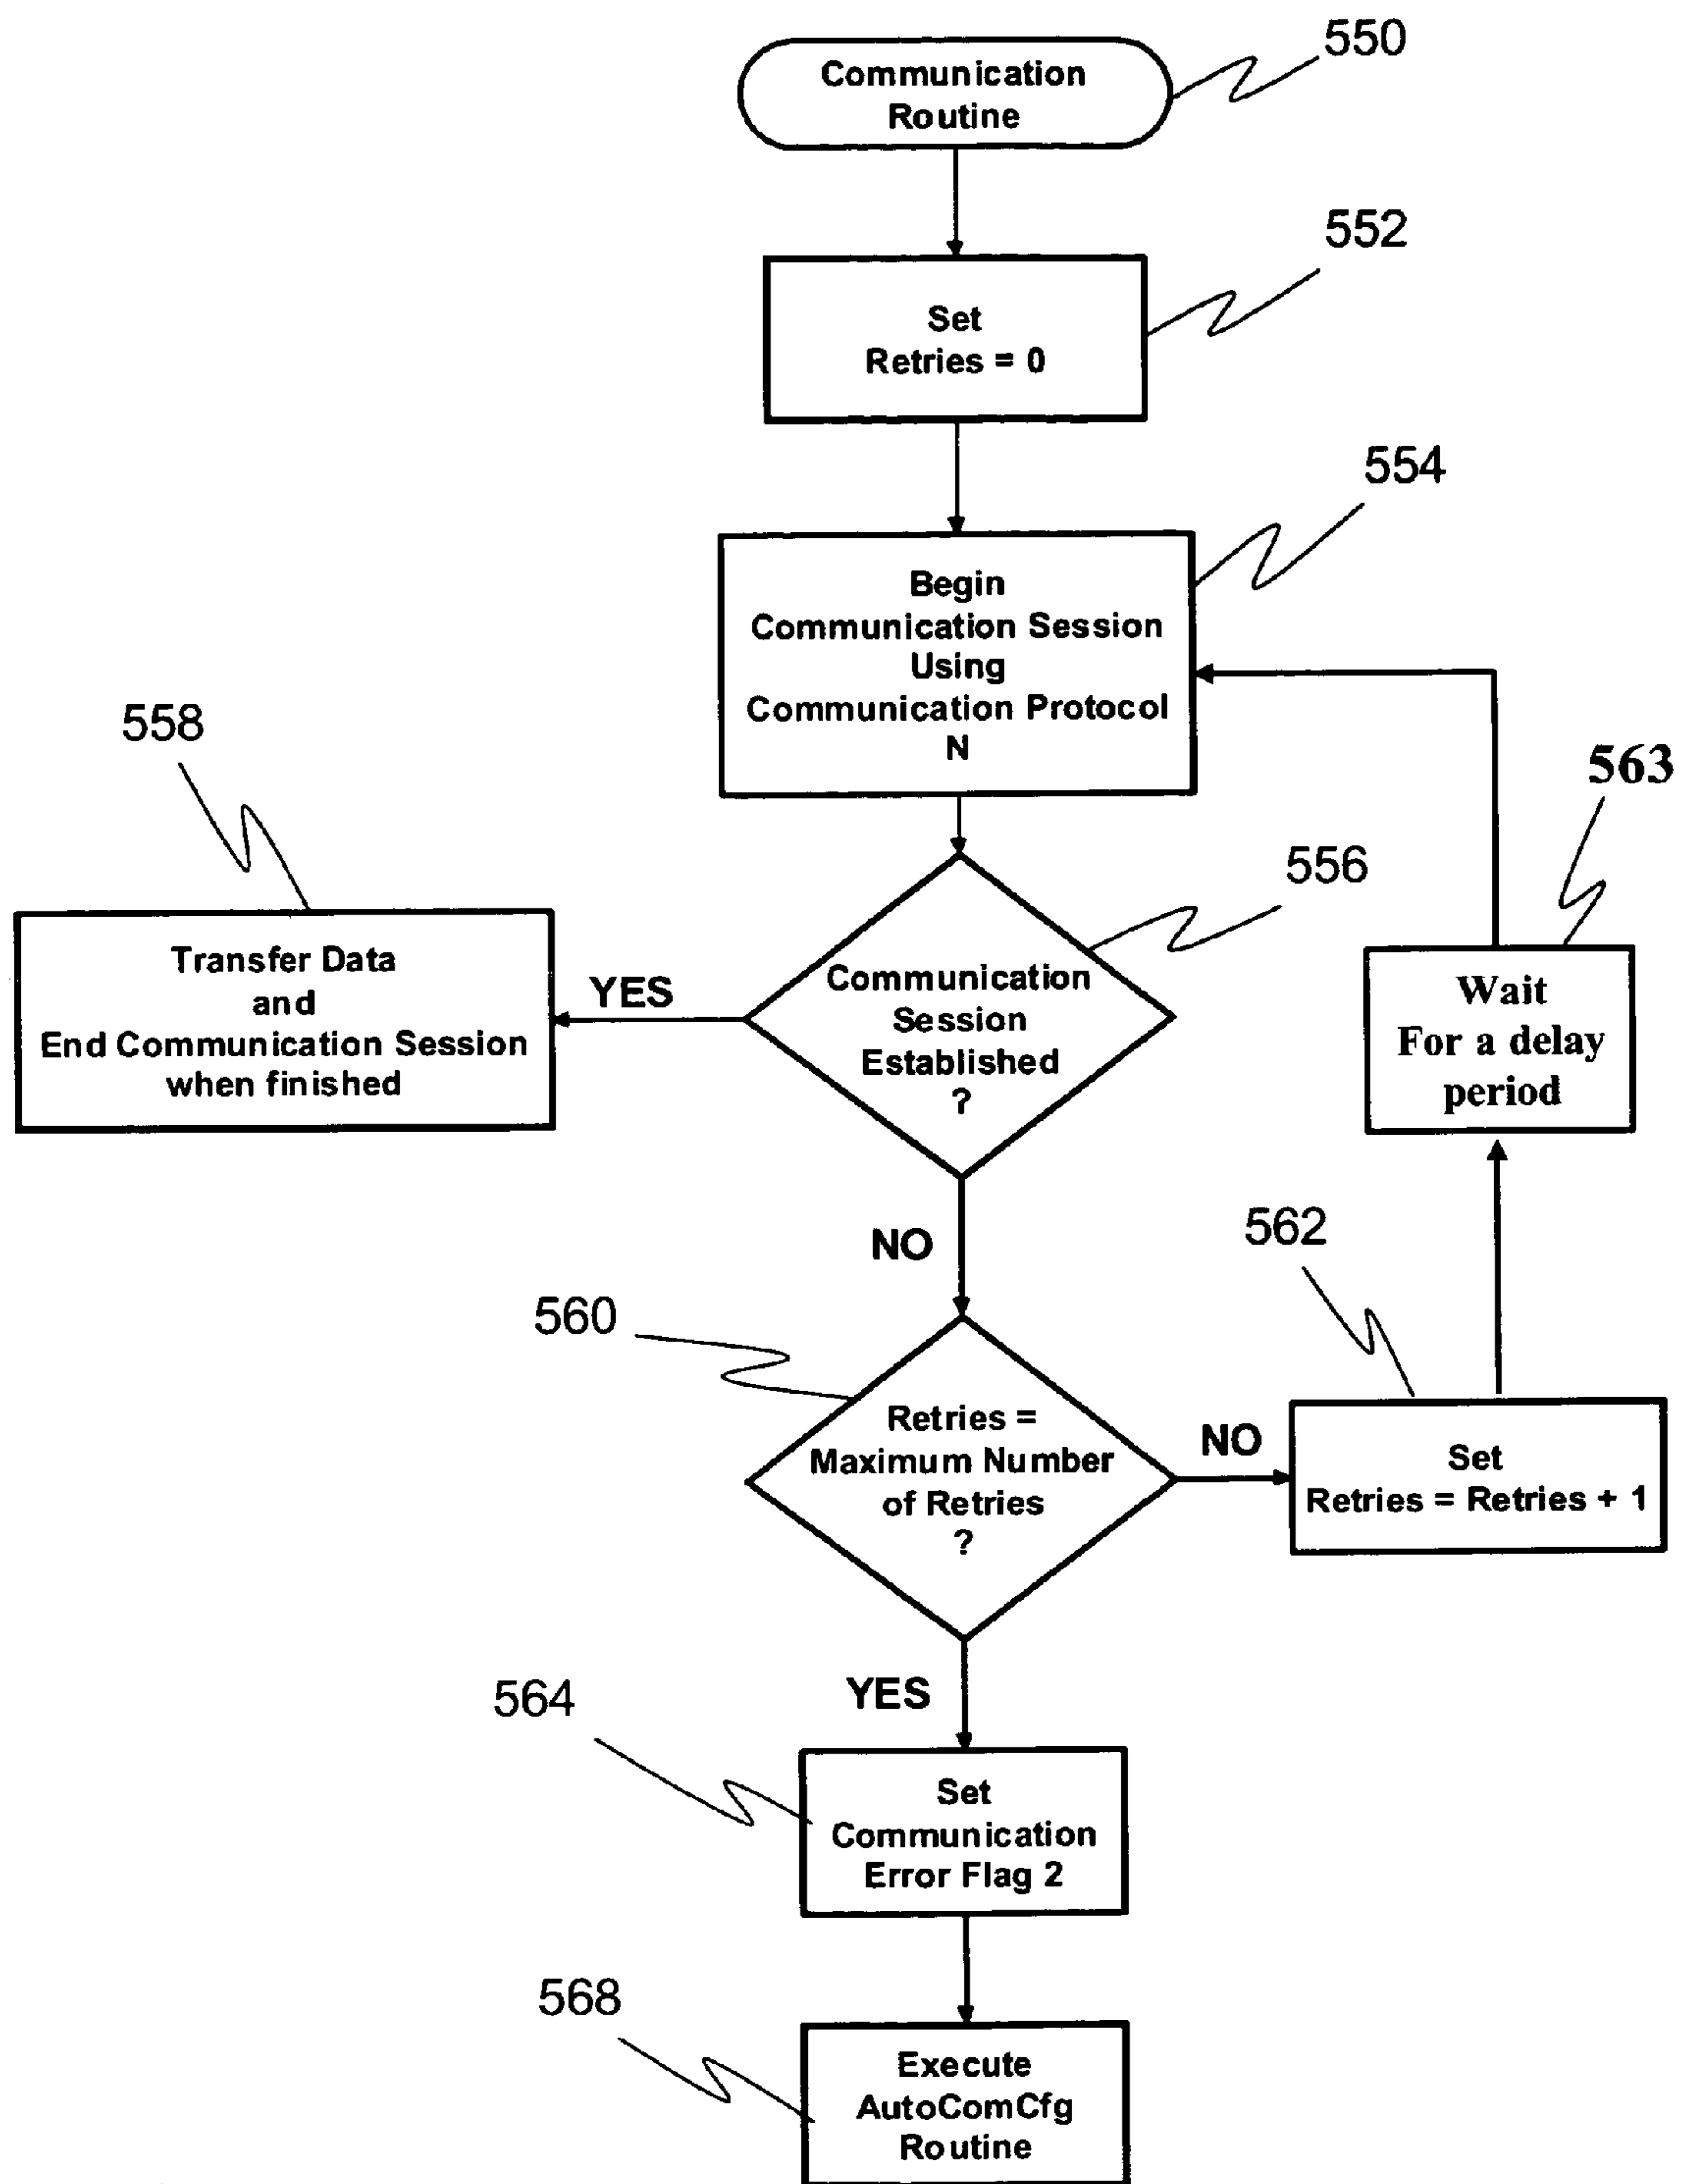 550
Communication
Routine
552
Set
Retries = 0
554
Begin
Communication Session
Using
Communication Protocol
N
558
563
556
Transfer Data
and
End Communication Session
when finished
YES
Communication
Session
Established
?
Wait
For a delay
period
NO
562
560
Retries =
Maximum Number
of Retries
?
NO
Set
Retries = Retries + 1
YES
564
Set
Communication
Error Flag 2
568
Execute
AutoComCfg
Routine